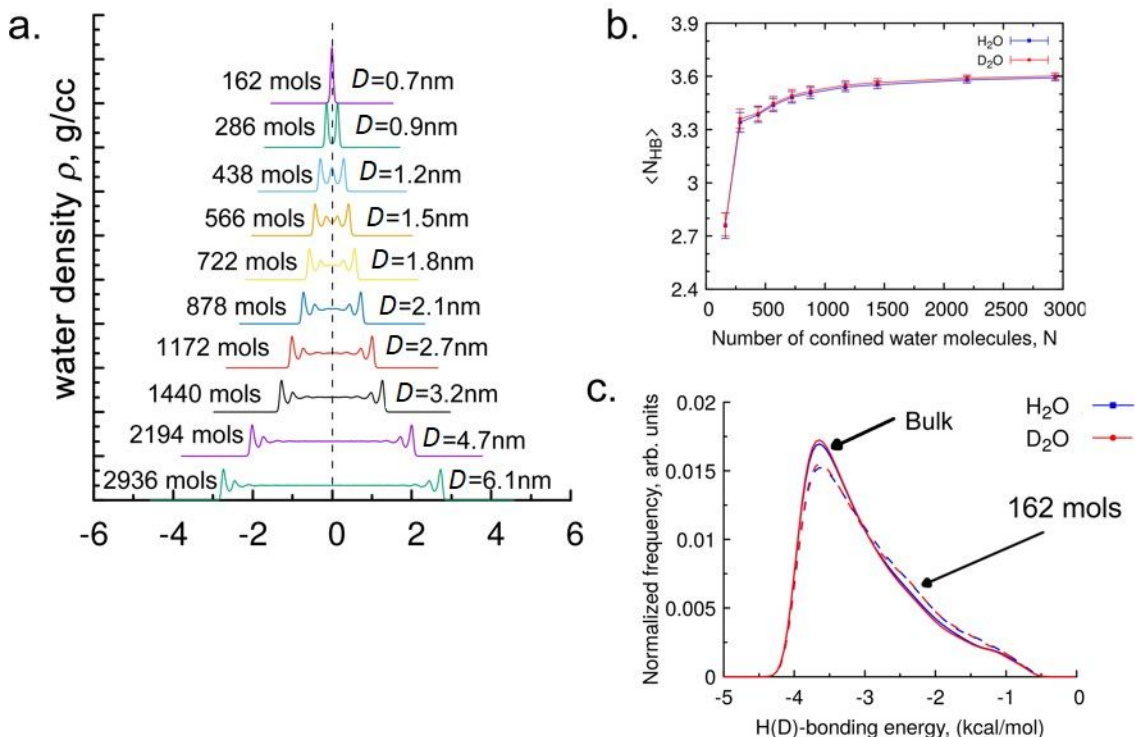 a.
water density ρ, g/cc
162 mols D=0.7nm
286 mols D=0.9nm
438 mols D=1.2nm
566 mols D=1.5nm
722 mols D=1.8nm
878 mols D=2.1nm
1172 mols D=2.7nm
1440 mols D=3.2nm
2194 mols D=4.7nm
2936 mols D=6.1nm
-6 -4 -2 0 2 4 6
b.
3.9
3.6
3.3
3
2.7
2.4
<N_HB>
H₂O
D₂O
0 500 1000 1500 2000 2500 3000
Number of confined water molecules, N
c.
0.02
0.015
0.01
0.005
0
Normalized frequency, arb. units
Bulk
162 mols
H₂O
D₂O
-5 -4 -3 -2 -1 0
H(D)-bonding energy, (kcal/mol)